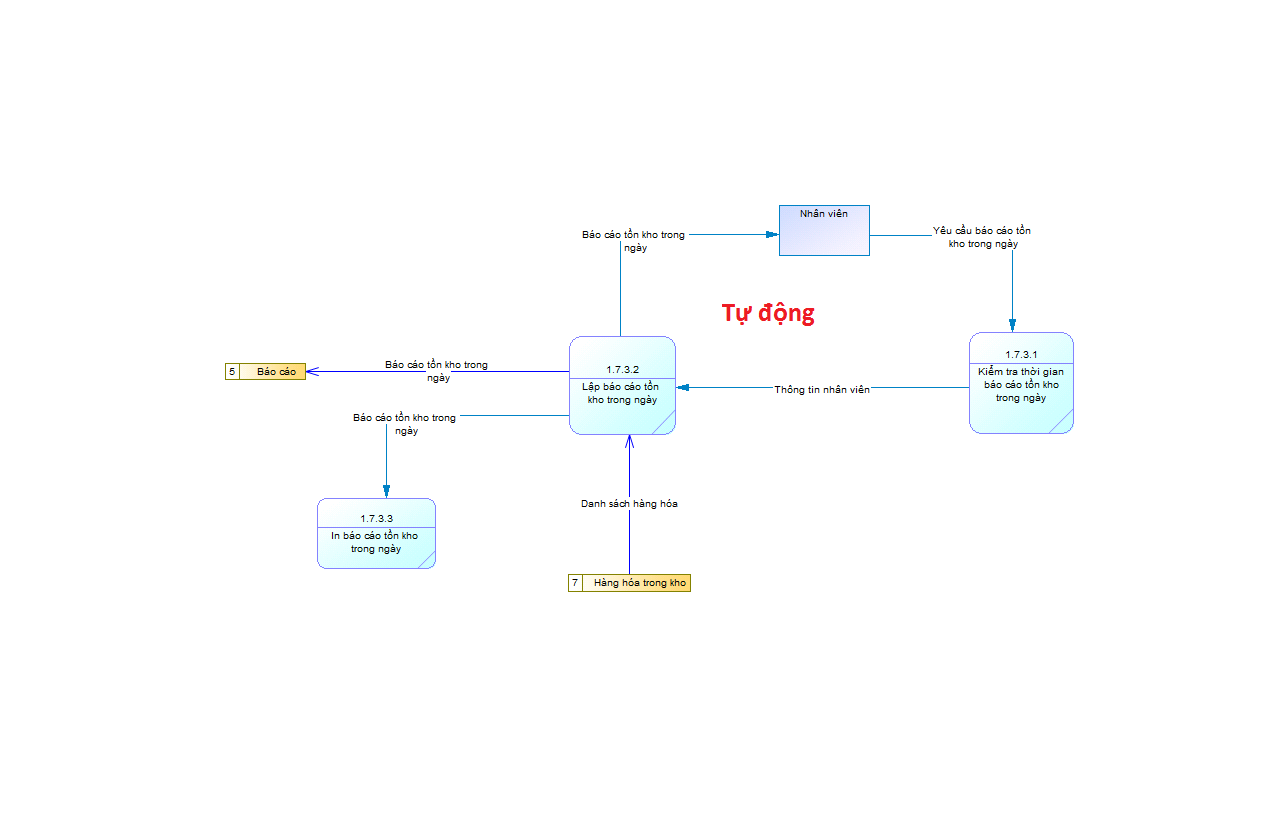 Nhân viên
Báo cáo tồn kho trong
ngày
Yêu cầu báo cáo tồn
kho trong ngày
Tự động
1.7.3.1
Kiểm tra thời gian
báo cáo tồn kho
trong ngày
5 Báo cáo
Báo cáo tồn kho trong
ngày
1.7.3.2
Lập báo cáo tồn
kho trong ngày
Thông tin nhân viên
Báo cáo tồn kho trong
ngày
1.7.3.3
In báo cáo tồn kho
trong ngày
Danh sách hàng hóa
7 Hàng hóa trong kho